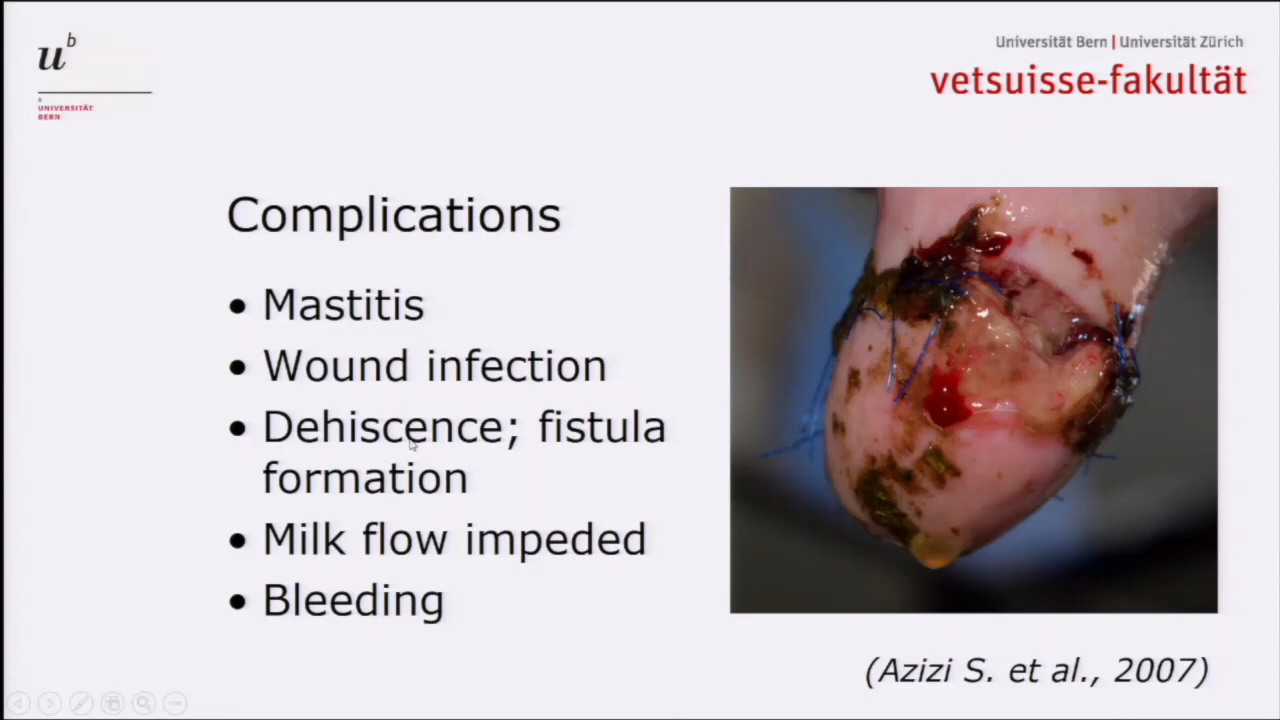 u b
b
UNIVERSITÄT
BERN
Universität Bern | Universität Zürich
vetsuisse-fakultät
Complications
• Mastitis
• Wound infection
• Dehiscence; fistula
formation
• Milk flow impeded
• Bleeding
(Azizi S. et al., 2007)